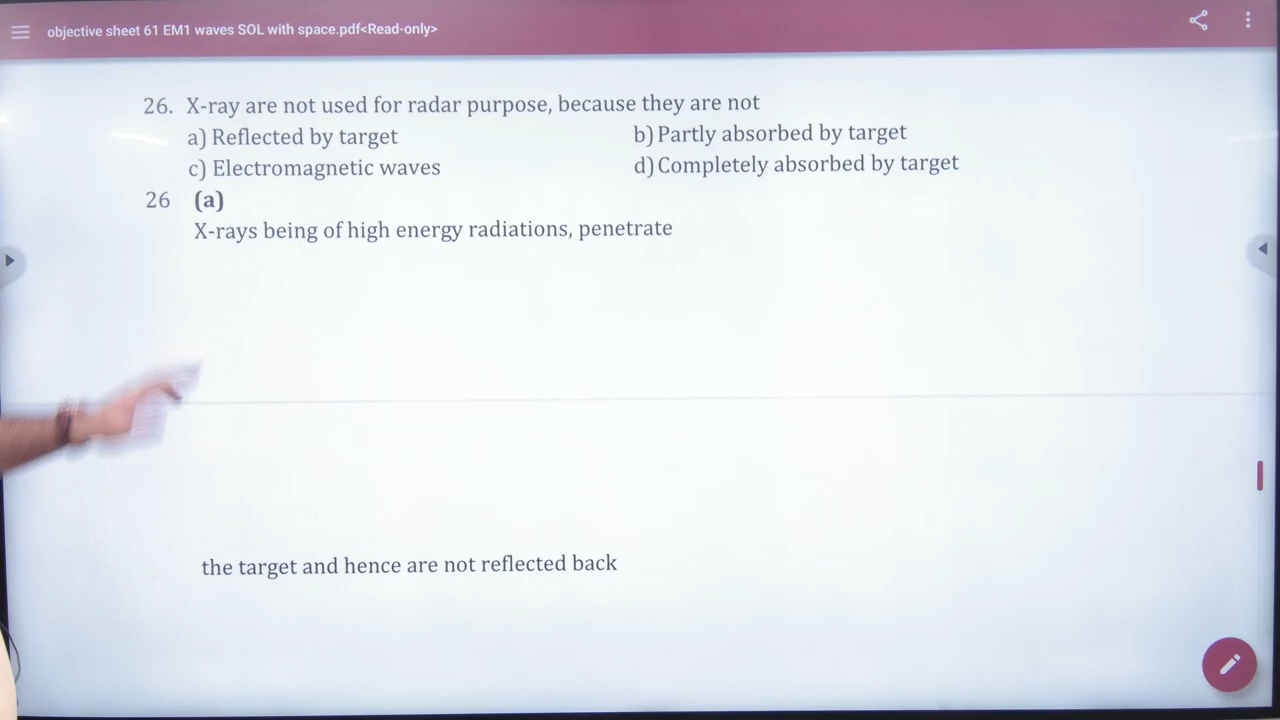 objective sheet 61 EM1 waves SOL with space.pdf<Read-only>
26. X-ray are not used for radar purpose, because they are not
a) Reflected by target b) Partly absorbed by target
c) Electromagnetic waves d) Completely absorbed by target
26 (a)
X-rays being of high energy radiations, penetrate
the target and hence are not reflected back